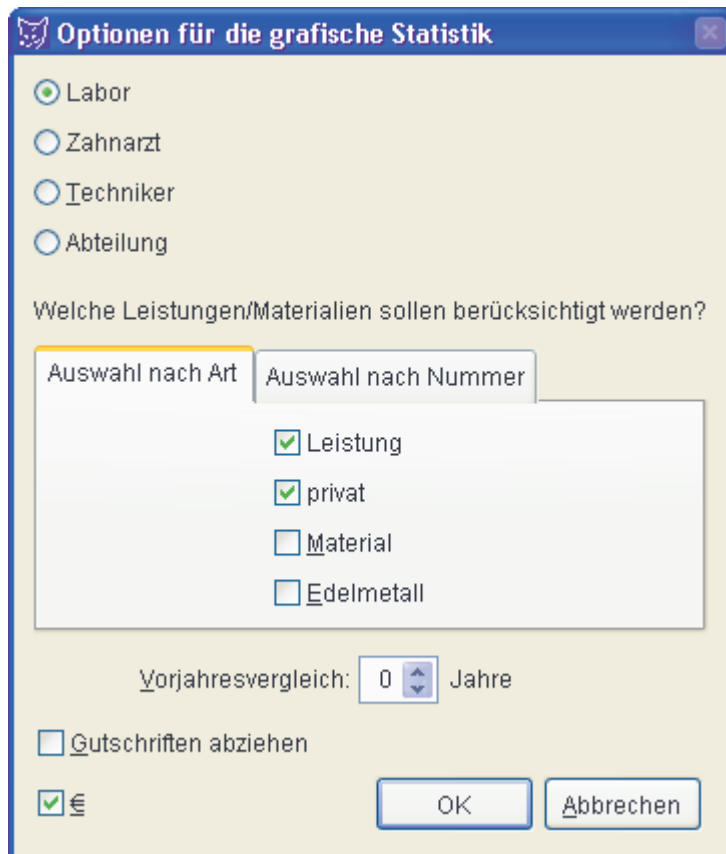 Optionen für die grafische Statistik
Labor
Zahnarzt
Techniker
Abteilung
Welche Leistungen/Materialien sollen berücksichtigt werden?
Auswahl nach Art Auswahl nach Nummer
Leistung
privat
Material
Edelmetall
Vorjahresvergleich: 0 Jahre
Gutschriften abziehen
€ OK Abbrechen